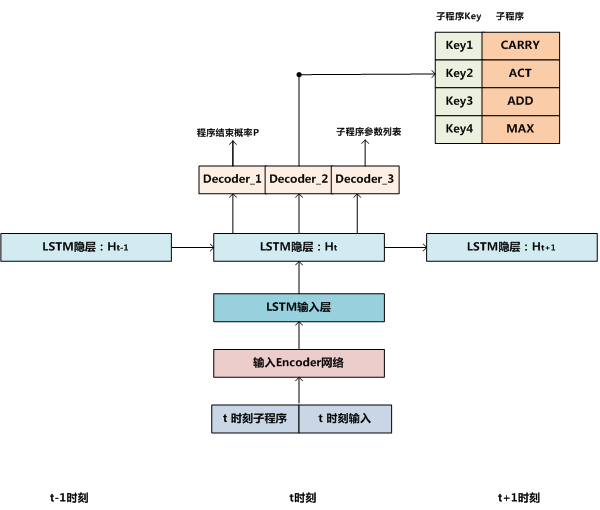 子程序Key 子程序
Key1 CARRY
Key2 ACT
Key3 ADD
Key4 MAX
程序结束概率P 子程序参数列表
Decoder_1 Decoder_2 Decoder_3
LSTM隐层：Ht-1 LSTM隐层：Ht LSTM隐层：Ht+1
LSTM输入层
输入Encoder网络
t 时刻子程序 t 时刻输入
t-1时刻 t时刻 t+1时刻